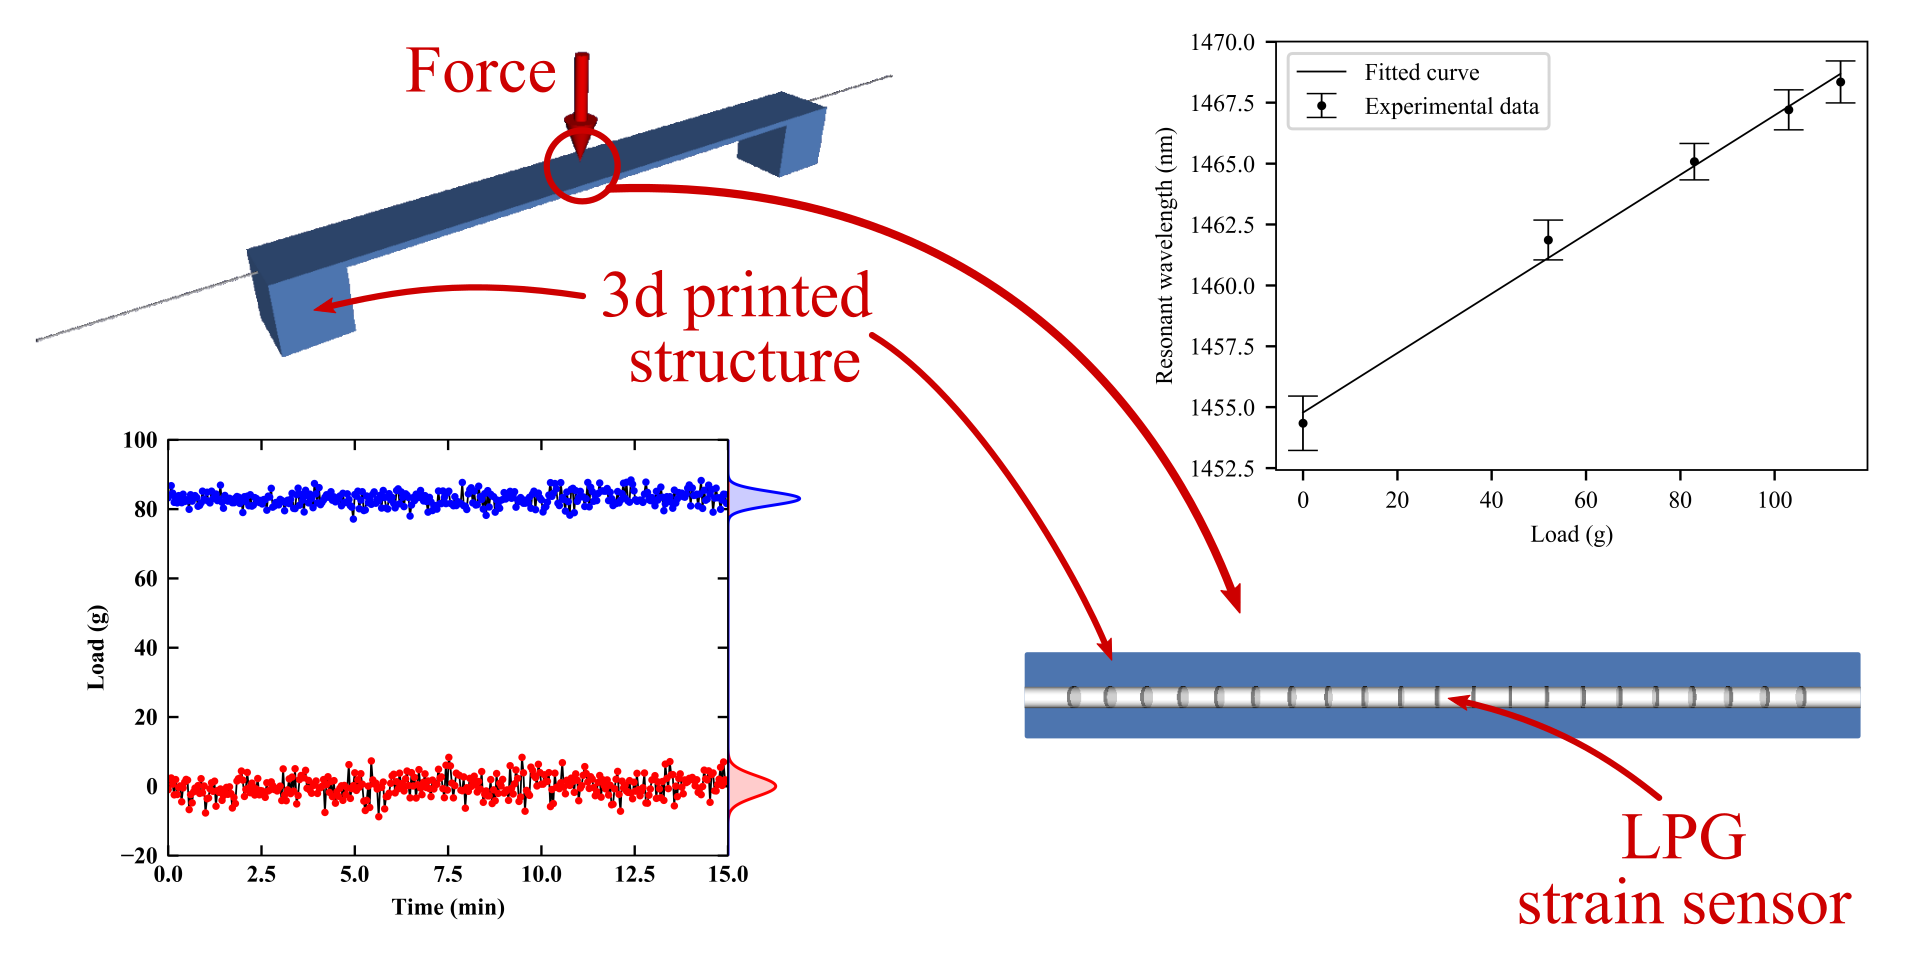 Force
3d printed
structure
1470.0
1467.5
1465.0
1462.5
1460.0
1457.5
1455.0
1452.5
Resonant wavelength (nm)
Fitted curve
Experimental data
0 20 40 60 80 100
Load (g)
100
80
60
40
20
0
−20
Load (g)
0.0 2.5 5.0 7.5 10.0 12.5 15.0
Time (min)
LPG
strain sensor